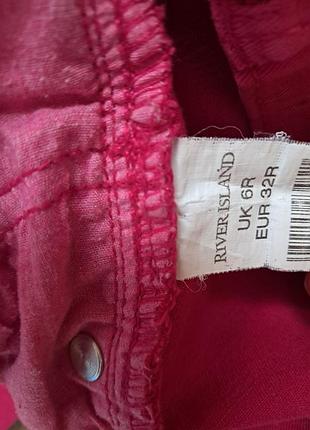 RIVER ISLAND
UK 6R
EUR 32R